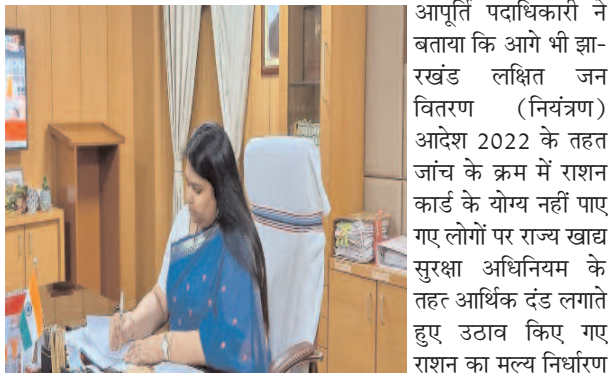 आपूर्ति पदाधिकारी ने
बताया कि आगे भी झा-
रखंड लक्षित जन
वितरण (नियंत्रण)
आदेश 2022 के तहत
जांच के क्रम में राशन
कार्ड के योग्य नहीं पाए
गए लोगों पर राज्य खाद्य
सुरक्षा अधिनियम के
तहत आर्थिक दंड लगाते
हुए उठाव किए गए
राशन का मूल्य निर्धारण